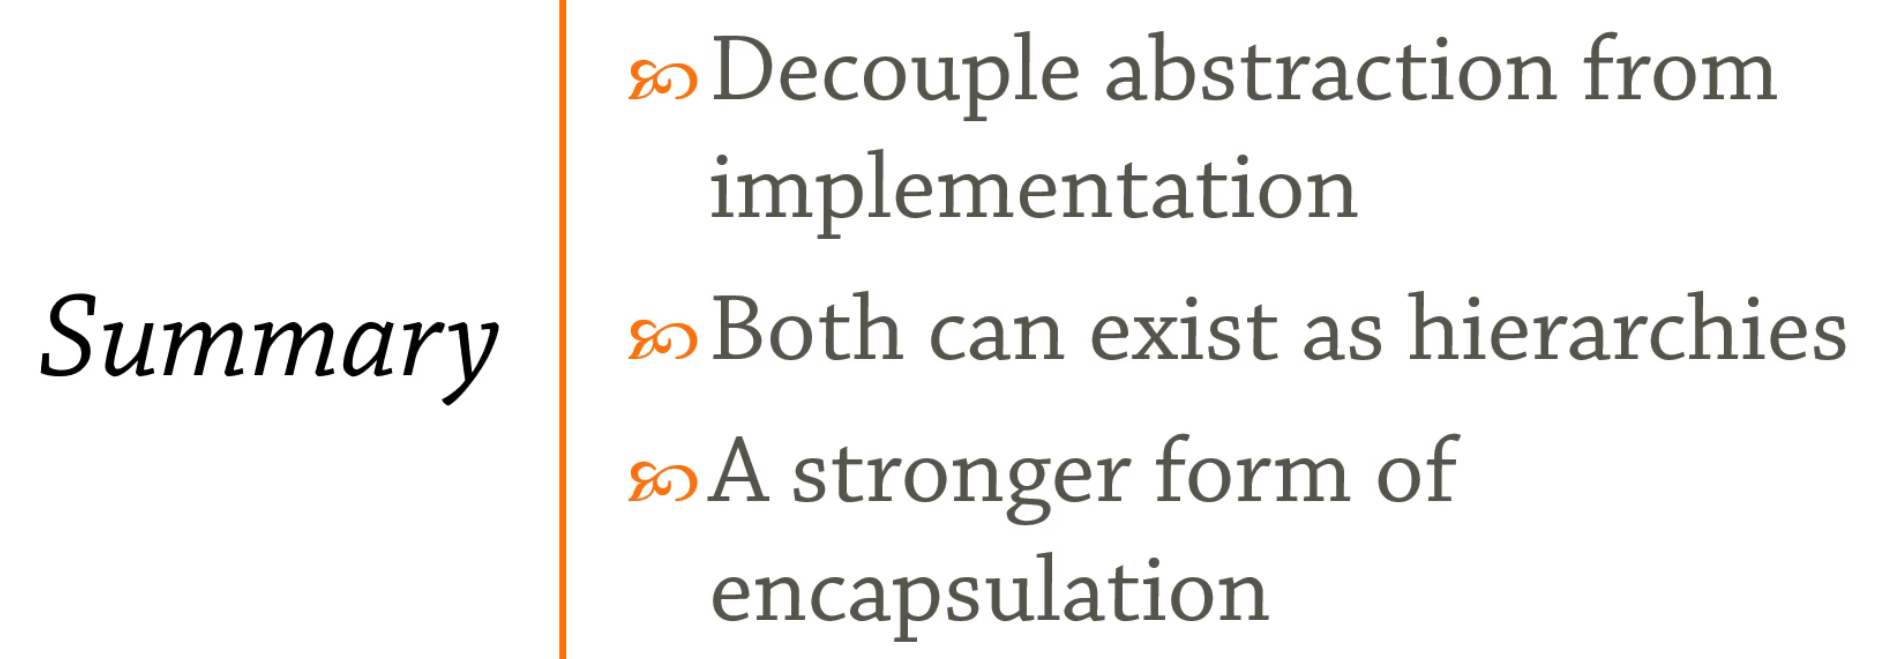 Summary
Decouple abstraction from
implementation
Both can exist as hierarchies
A stronger form of
encapsulation